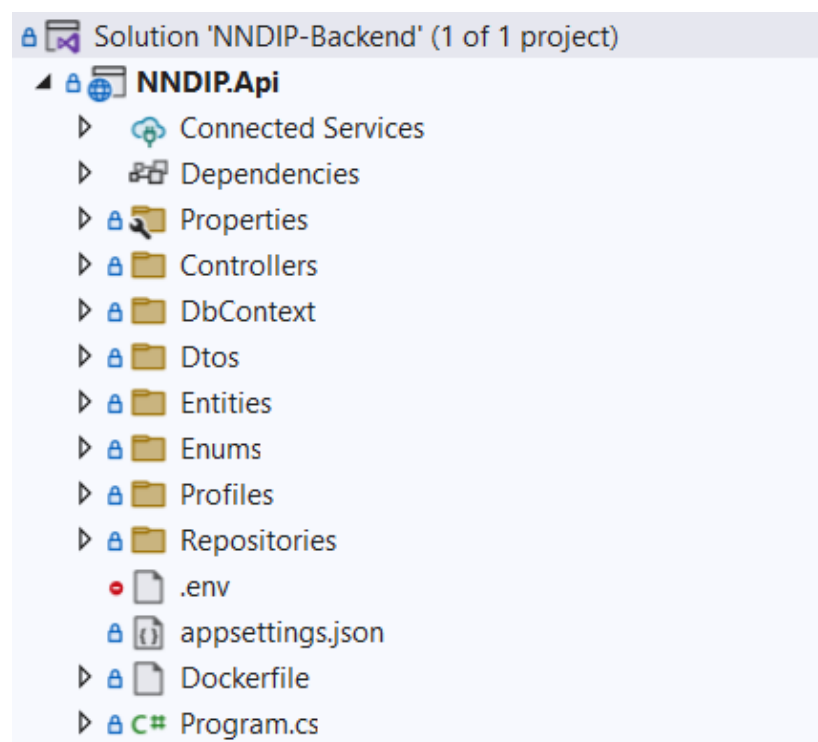 Solution 'NNDIP-Backend' (1 of 1 project)
NNDIP.Api
Connected Services
Dependencies
Properties
Controllers
DbContext
Dtos
Entities
Enums
Profiles
Repositories
.env
appsettings.json
Dockerfile
C# Program.cs